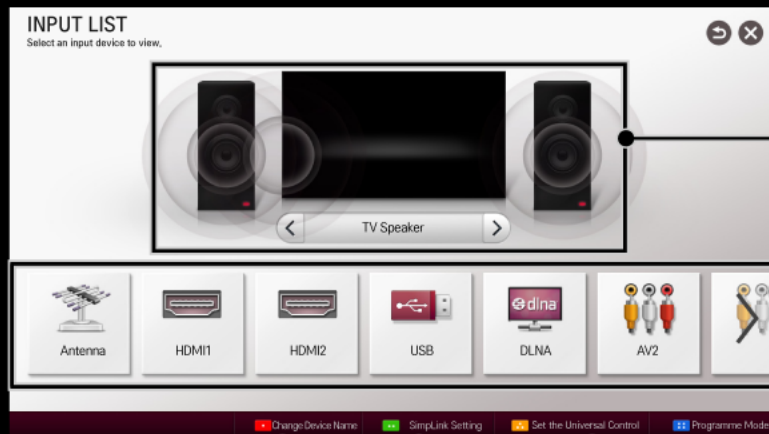 INPUT LIST
Select an input device to view.
TV Speaker
dlna
Antenna
HDMI1
HDMI2
USB
DLNA
AV2
Change Device Name
SimpLink Setting
Set the Universal Control
Programme Mode